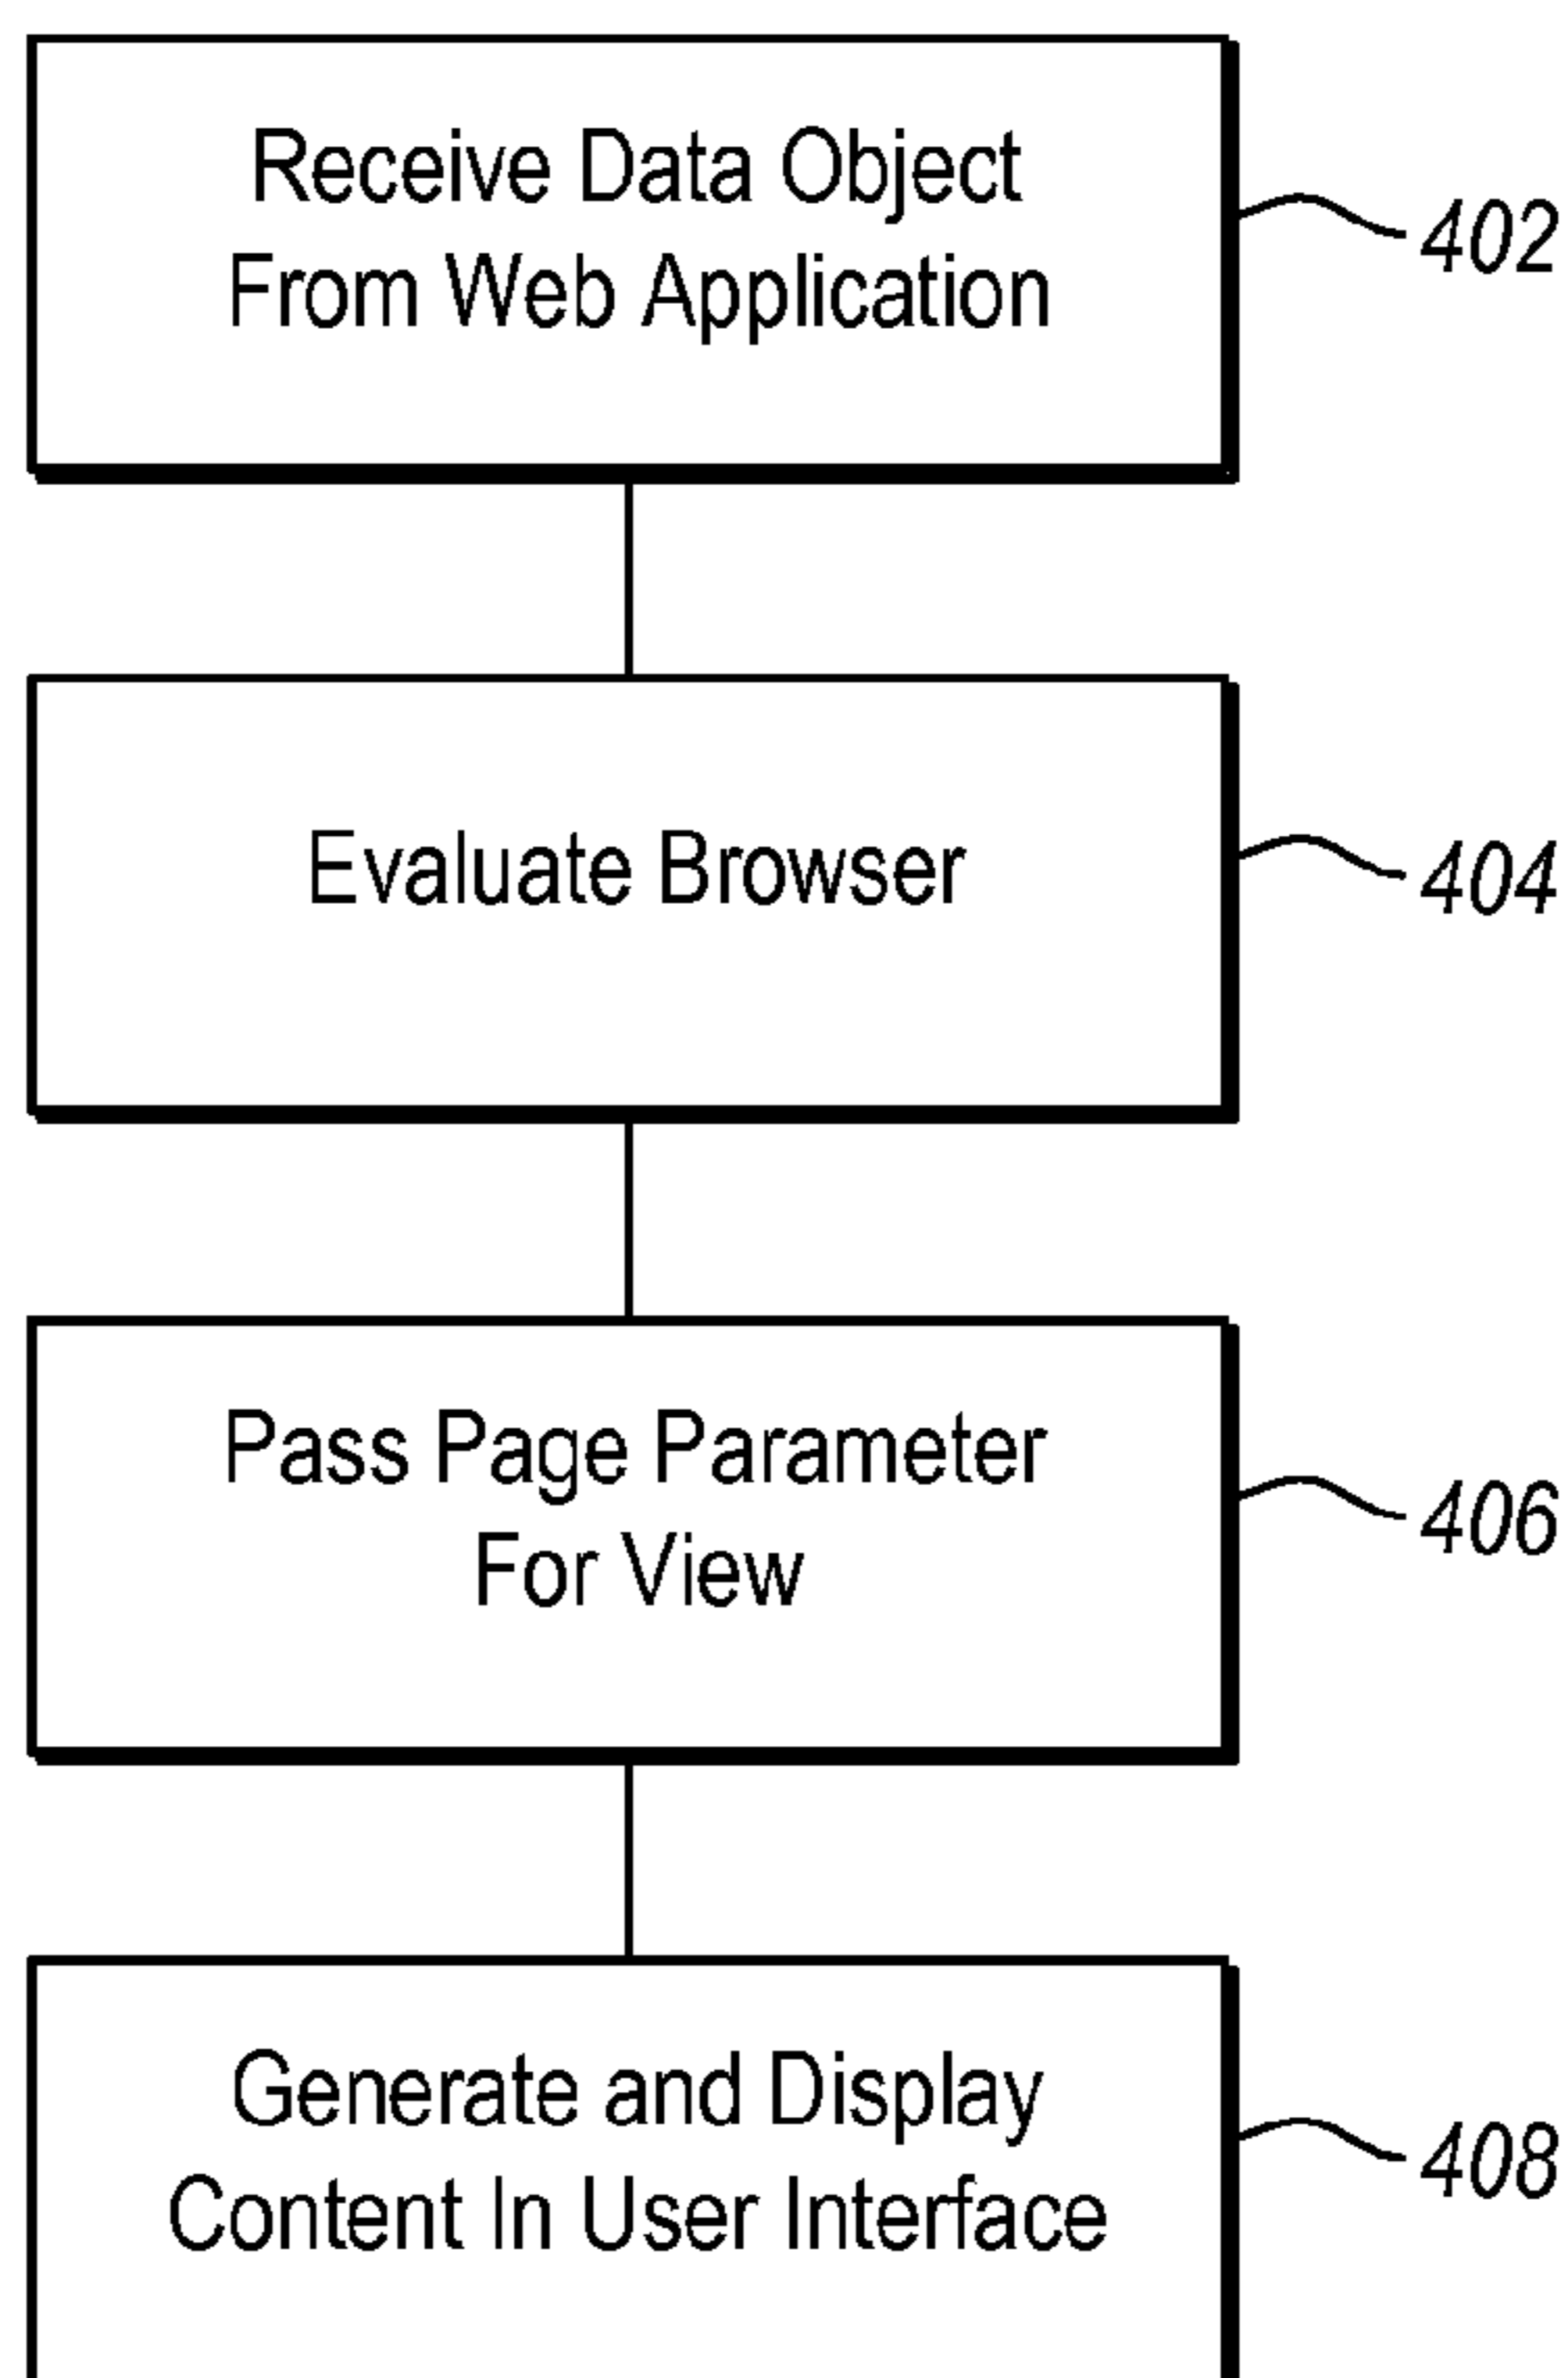 Receive Data Object
From Web Application
402
Evaluate Browser
404
Pass Page Parameter
For View
406
Generate and Display
Content In User Interface
408